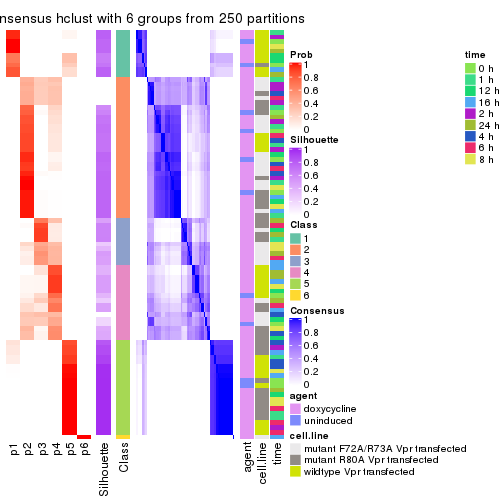 nsensus hclust with 6 groups from 250 partitions
Prob
1
0.8
0.6
0.4
0.2
0
Silhouette
1
0.8
0.6
0.4
0.2
0
Class
1
2
3
4
5
6
Consensus
1
0.8
0.6
0.4
0.2
0
agent
doxycycline
uninduced
cell.line
mutant F72A/R73A Vpr transfected
mutant R80A Vpr transfected
wildtype Vpr transfected
time
0 h
1 h
12 h
16 h
2 h
24 h
4 h
6 h
8 h
p1
p2
p3
p4
p5
p6
Silhouette
Class
agent
cell.line
time